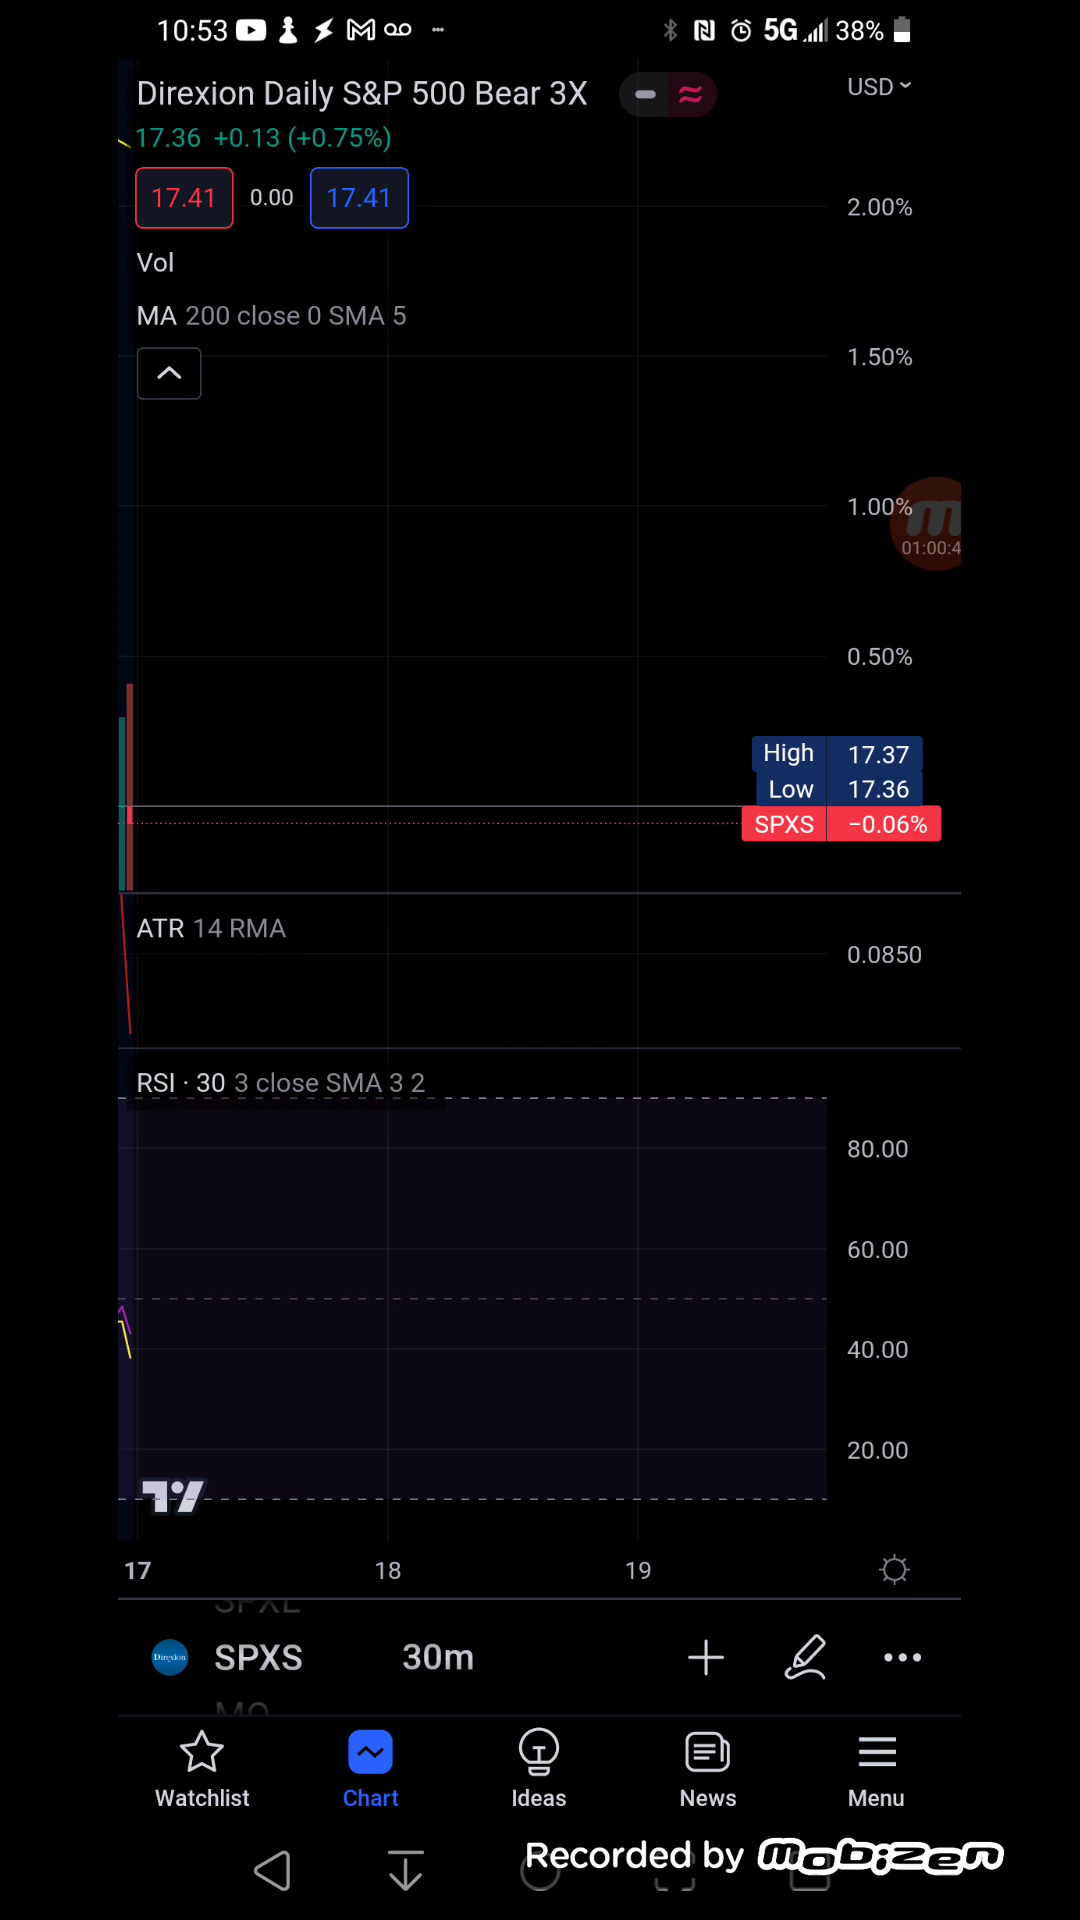 10:53 5G 38%
Direxion Daily S&P 500 Bear 3X
USD
17.36 +0.13 (+0.75%)
17.41 0.00 17.41
2.00%
Vol
MA 200 close 0 SMA 5
1.50%
1.00%
01:00:4
0.50%
High 17.37
Low 17.36
SPXS −0.06%
ATR 14 RMA
0.0850
RSI · 30 3 close SMA 3 2
80.00
60.00
40.00
20.00
17 18 19
SPXL
Direxion SPXS 30m
Watchlist Chart Ideas News Menu
Recorded by mobizen